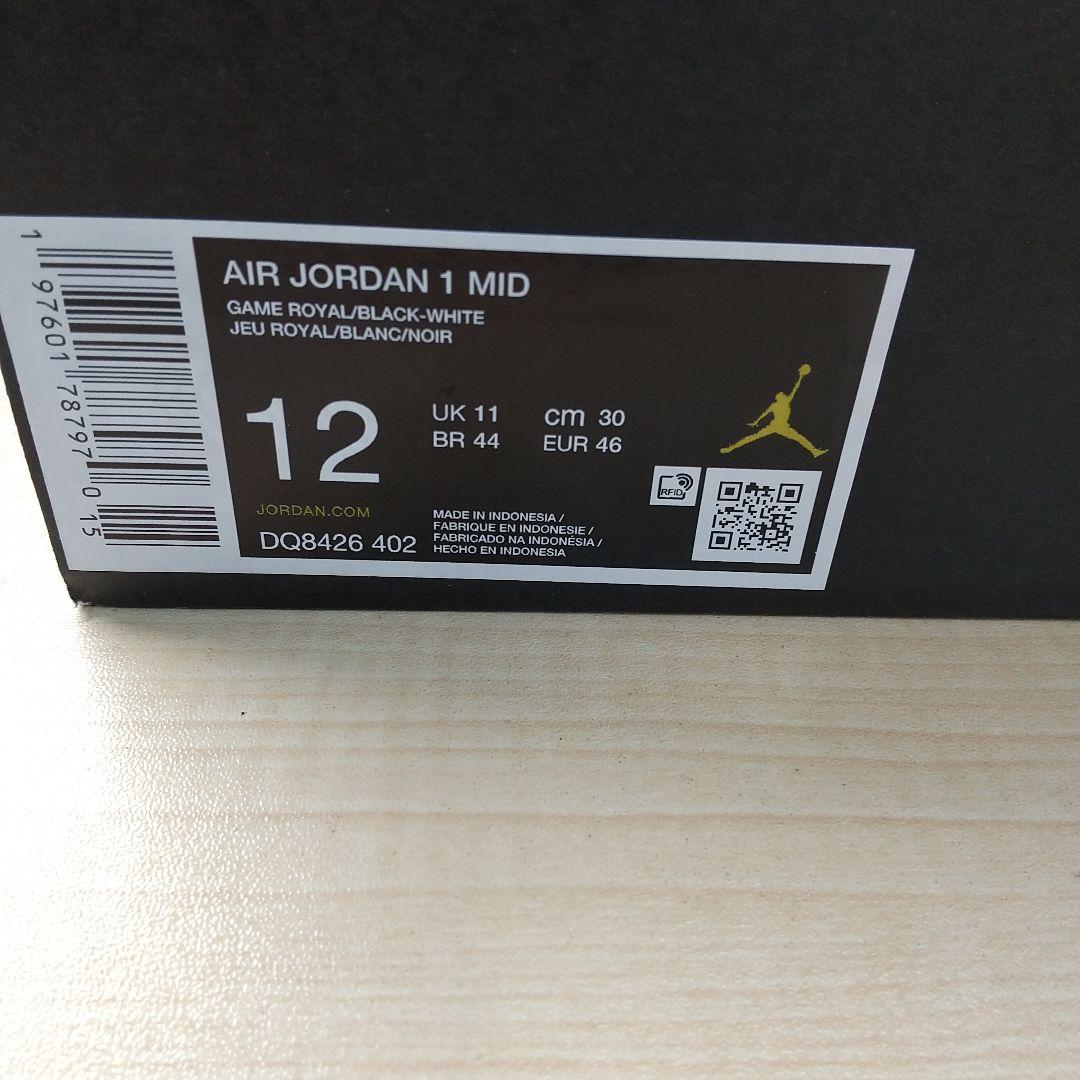 AIR JORDAN 1 MID
GAME ROYAL/BLACK-WHITE
JEU ROYAL/BLANC/NOIR
12
UK 11 cm 30
BR 44 EUR 46
JORDAN.COM
DQ8426 402
MADE IN INDONESIA /
FABRIQUE EN INDONESIE /
FABRICADO NA INDONÉSIA /
HECHO EN INDONESIA
RFID
1 97601 78797 0 15